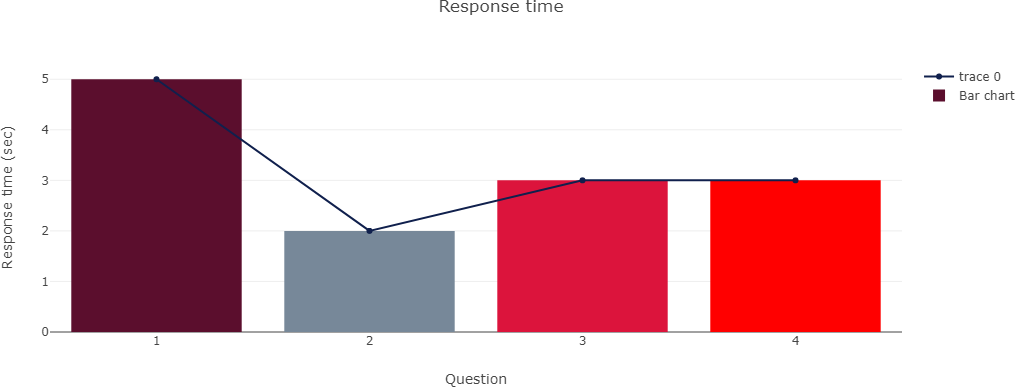 Response time
trace 0
Bar chart
Response time (sec)
5
4
3
2
1
0
1 2 3 4
Question